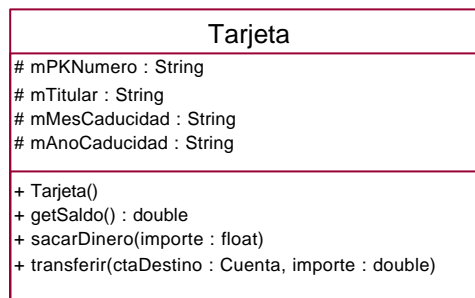 Tarjeta
# mPKNumero : String
# mTitular : String
# mMesCaducidad : String
# mAnoCaducidad : String
+ Tarjeta()
+ getSaldo() : double
+ sacarDinero(importe : float)
+ transferir(ctaDestino : Cuenta, importe : double)